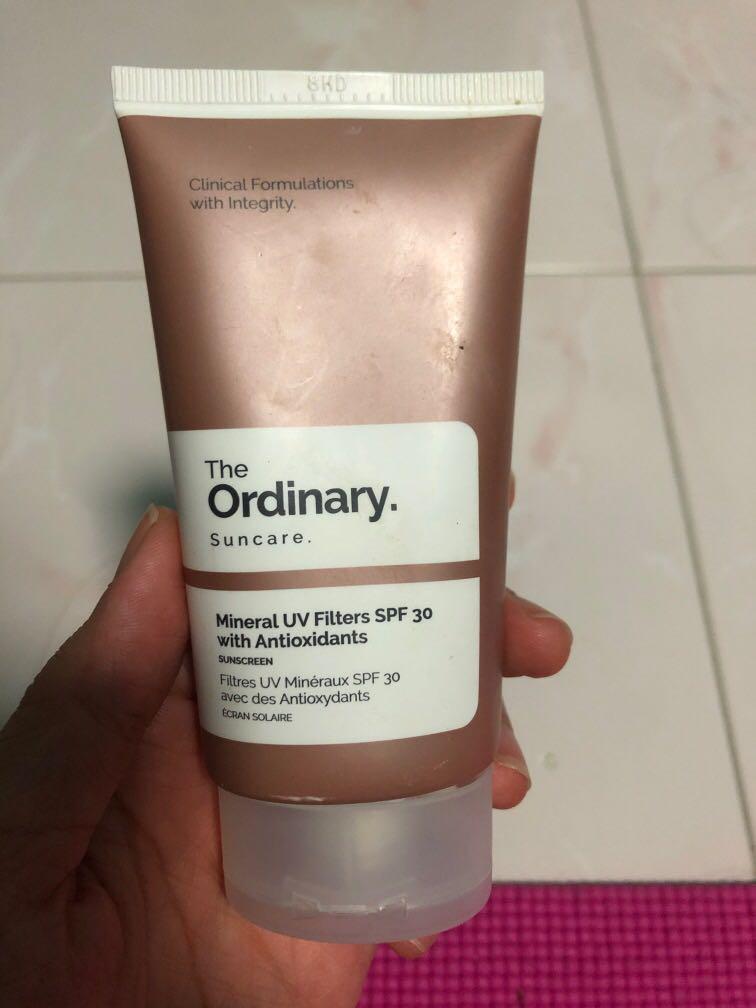 8KD
Clinical Formulations
with Integrity.
The
Ordinary.
Suncare.
Mineral UV Filters SPF 30
with Antioxidants
SUNSCREEN
Filtres UV Minéraux SPF 30
avec des Antioxydants
ÉCRAN SOLAIRE